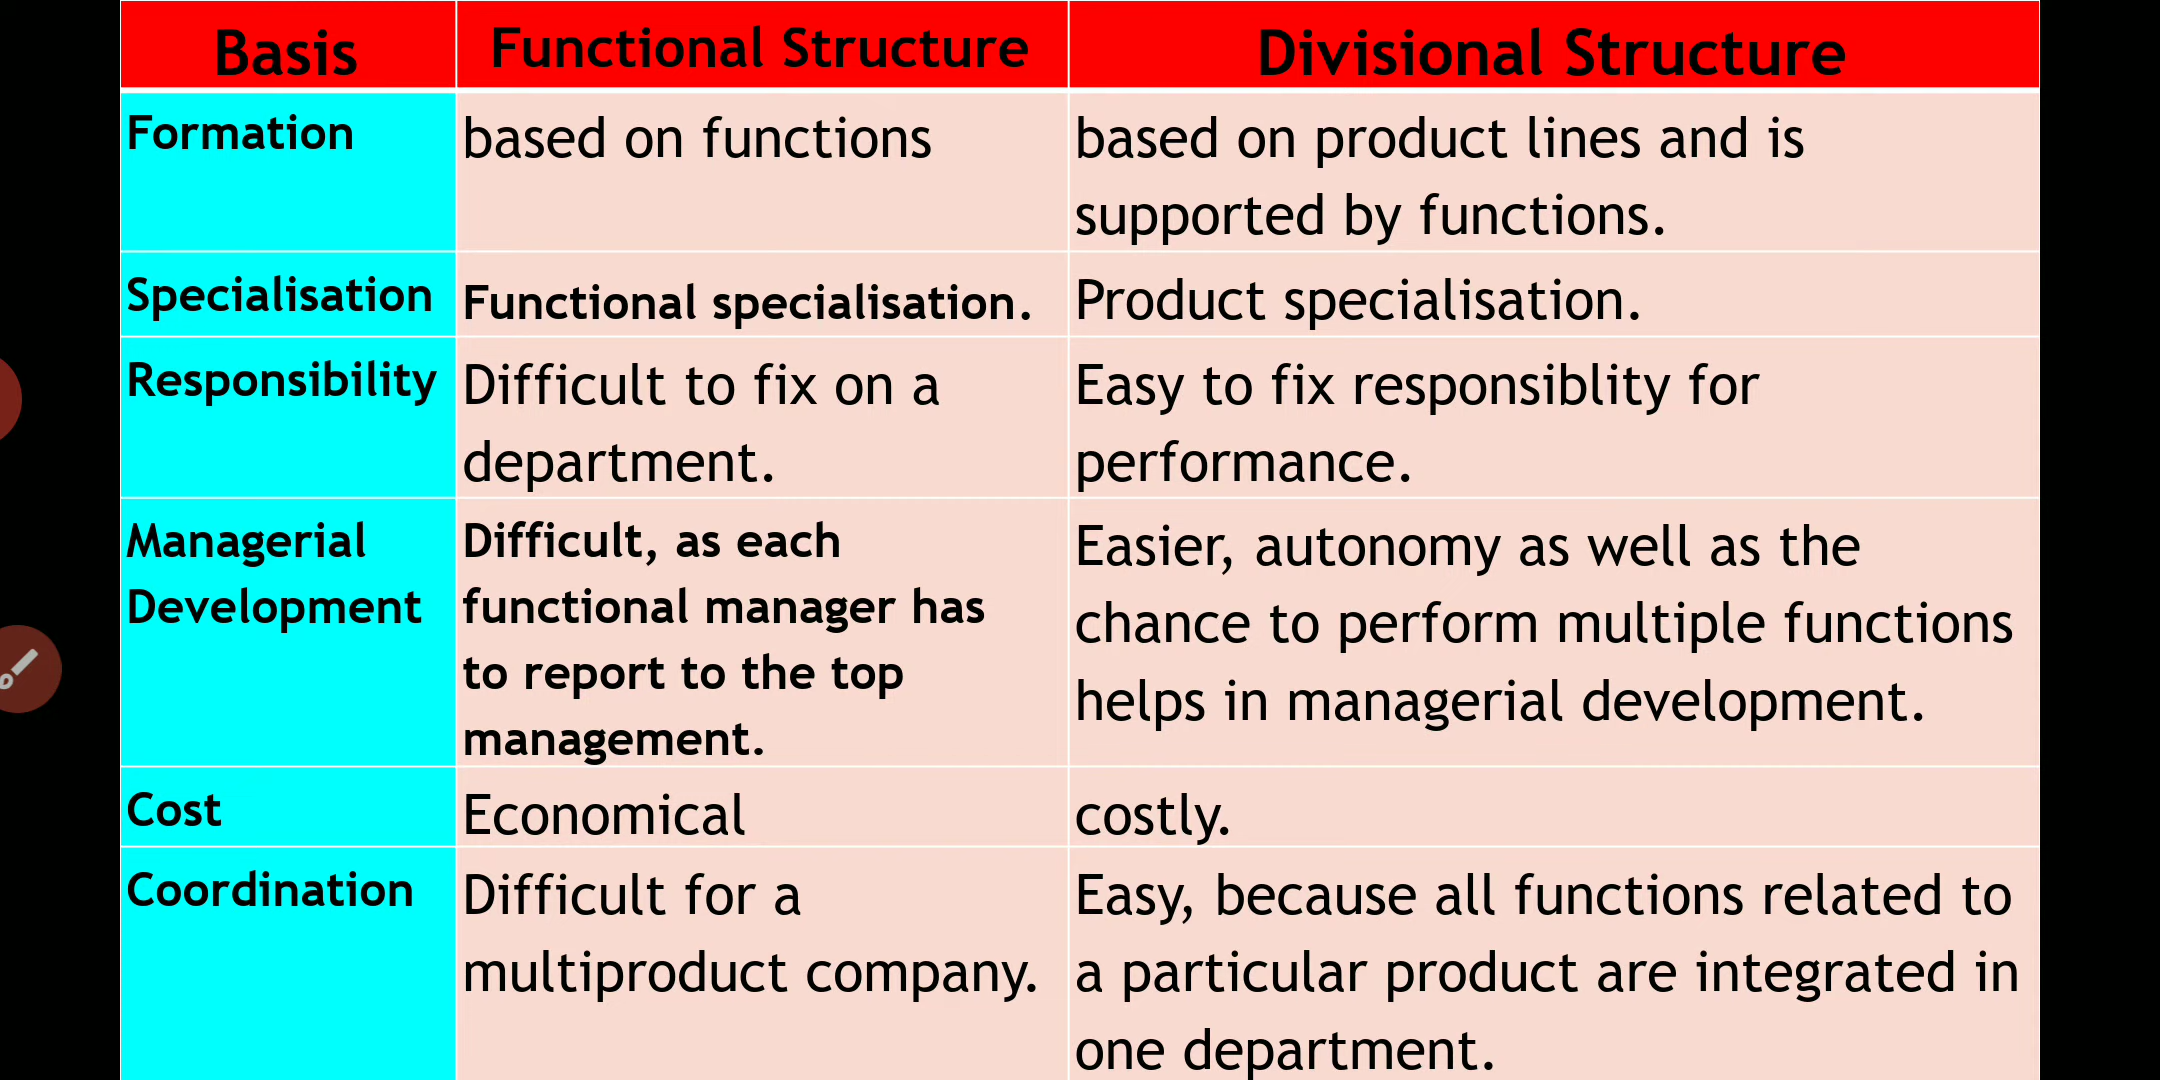 Basis
Functional Structure
Divisional Structure
Formation
based on functions
based on product lines and is
supported by functions.
Specialisation
Functional specialisation.
Product specialisation.
Responsibility
Difficult to fix on a
department.
Easy to fix responsiblity for
performance.
Managerial
Development
Difficult, as each
functional manager has
to report to the top
management.
Easier, autonomy as well as the
chance to perform multiple functions
helps in managerial development.
Cost
Economical
costly.
Coordination
Difficult for a
multiproduct company.
Easy, because all functions related to
a particular product are integrated in
one department.